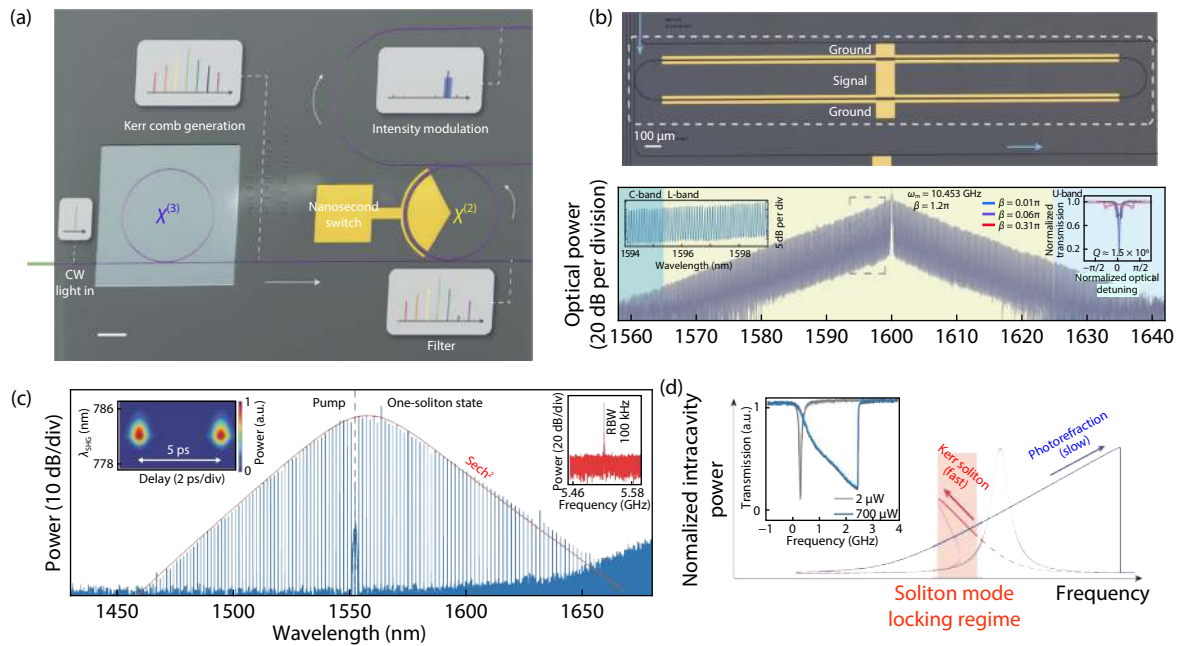 (a)
Kerr comb generation
Intensity modulation
χ(3)
Nanosecond
switch
χ(2)
CW
light in
Filter
(b)
Ground
Signal
Ground
100 μm
Optical power
(20 dB per division)
C-band L-band
5 dB per div
1594 1596 1598
Wavelength (nm)
ωm = 10.453 GHz
β = 1.2π
β = 0.01π
β = 0.06π
β = 0.31π
U-band
Normalized
transmission
1.0
0.6
0.2
Q ≈ 1.5 × 10⁶
−π/2 0 π/2
Normalized optical
detuning
1560 1570 1580 1590 1600 1610 1620 1630 1640
(c)
Power (10 dB/div)
λSHG (nm)
786
778
5 ps
Delay (2 ps/div)
1
0
Power (a.u.)
Pump
One-soliton state
Sech²
Power (20 dB/div)
RBW
100 kHz
5.46 5.58
Frequency (GHz)
1450 1500 1550 1600 1650
Wavelength (nm)
(d)
Nomalized intracavity
power
Transmission (a.u.)
1
0
2 μW
700 μW
−1 0 1 2 3 4
Frequency (GHz)
Kerr soliton
(fast)
Photorefraction
(slow)
Soliton mode
locking regime
Frequency